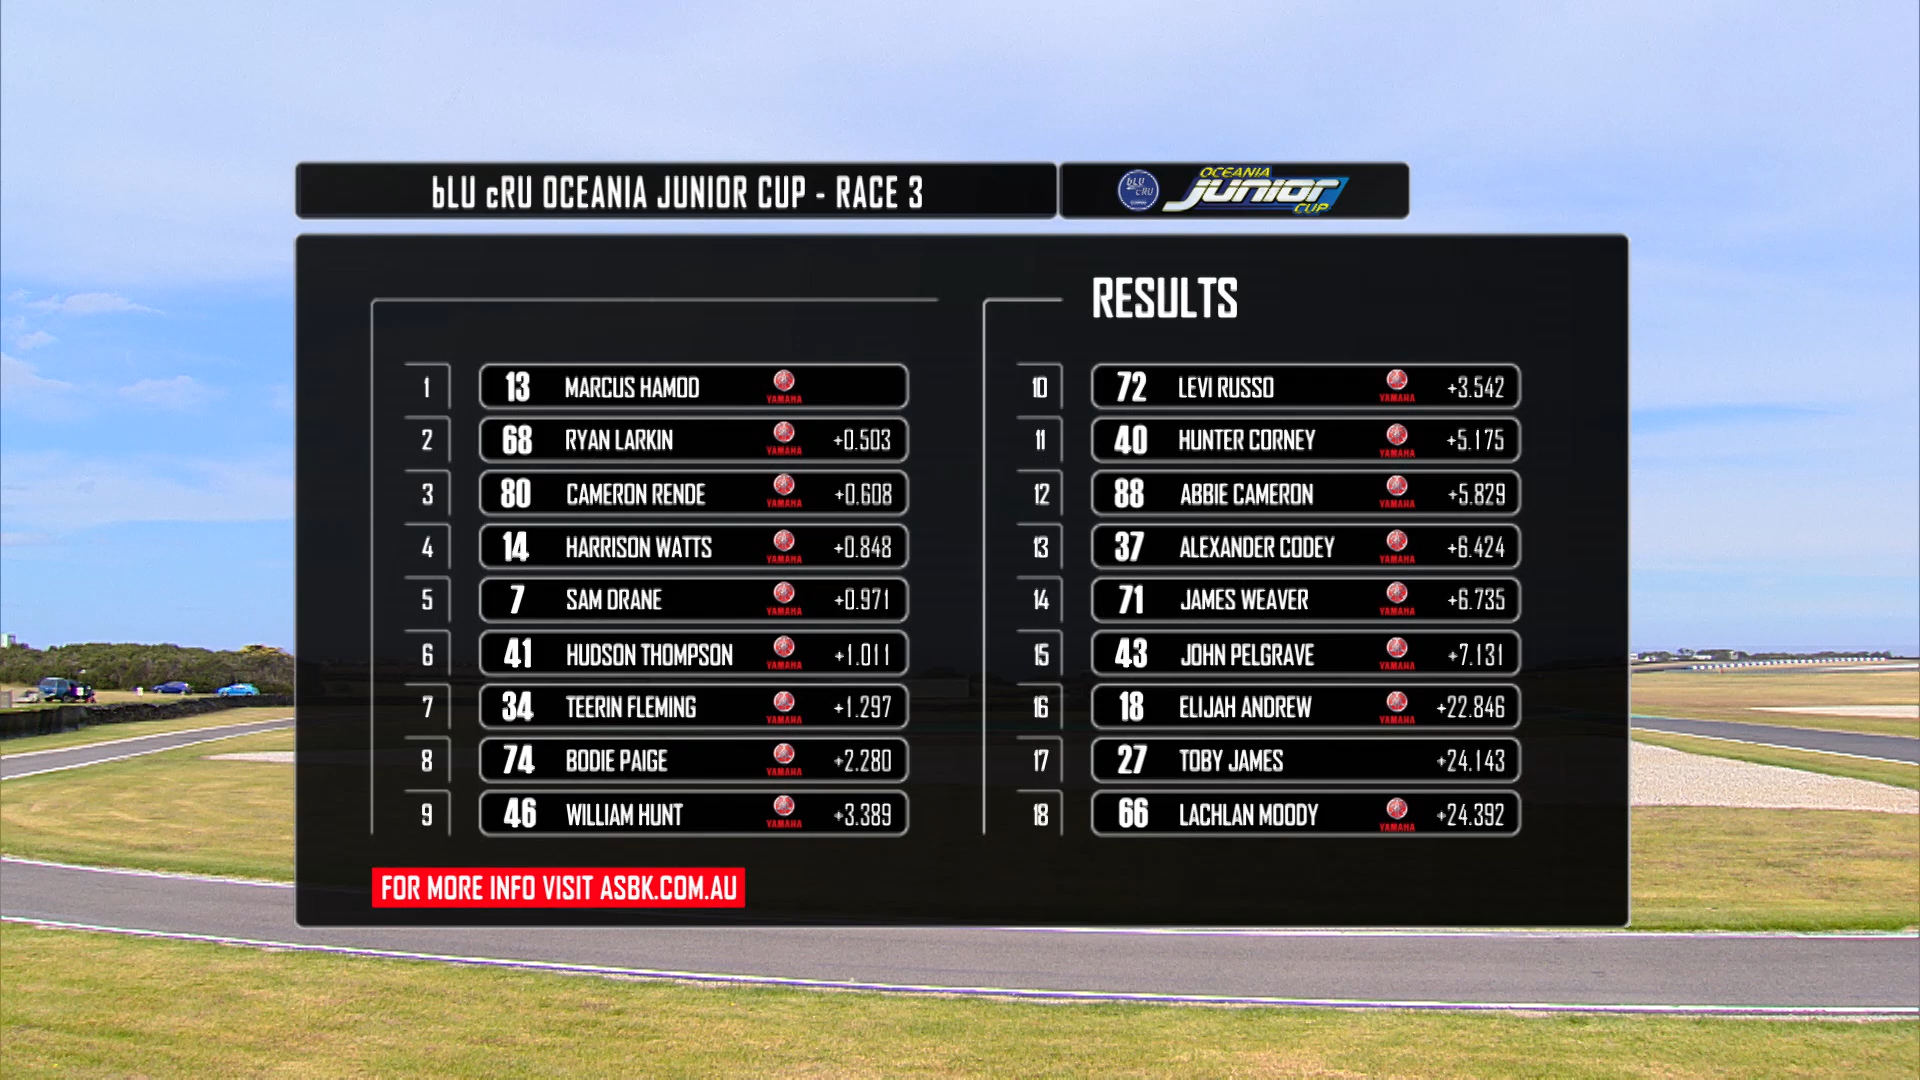 bLU cRU OCEANIA JUNIOR CUP - RACE 3
bLU cRU
OCEANIA
JUNIOR
CUP
RESULTS
1 13 MARCUS HAMOD YAMAHA
2 68 RYAN LARKIN YAMAHA +0.503
3 80 CAMERON RENDE YAMAHA +0.608
4 14 HARRISON WATTS YAMAHA +0.848
5 7 SAM DRANE YAMAHA +0.971
6 41 HUDSON THOMPSON YAMAHA +1.011
7 34 TEERIN FLEMING YAMAHA +1.297
8 74 BODIE PAIGE YAMAHA +2.280
9 46 WILLIAM HUNT YAMAHA +3.389
10 72 LEVI RUSSO YAMAHA +3.542
11 40 HUNTER CORNEY YAMAHA +5.175
12 88 ABBIE CAMERON YAMAHA +5.829
13 37 ALEXANDER CODEY YAMAHA +6.424
14 71 JAMES WEAVER YAMAHA +6.735
15 43 JOHN PELGRAVE YAMAHA +7.131
16 18 ELIJAH ANDREW YAMAHA +22.846
17 27 TOBY JAMES +24.143
18 66 LACHLAN MOODY YAMAHA +24.392
FOR MORE INFO VISIT ASBK.COM.AU